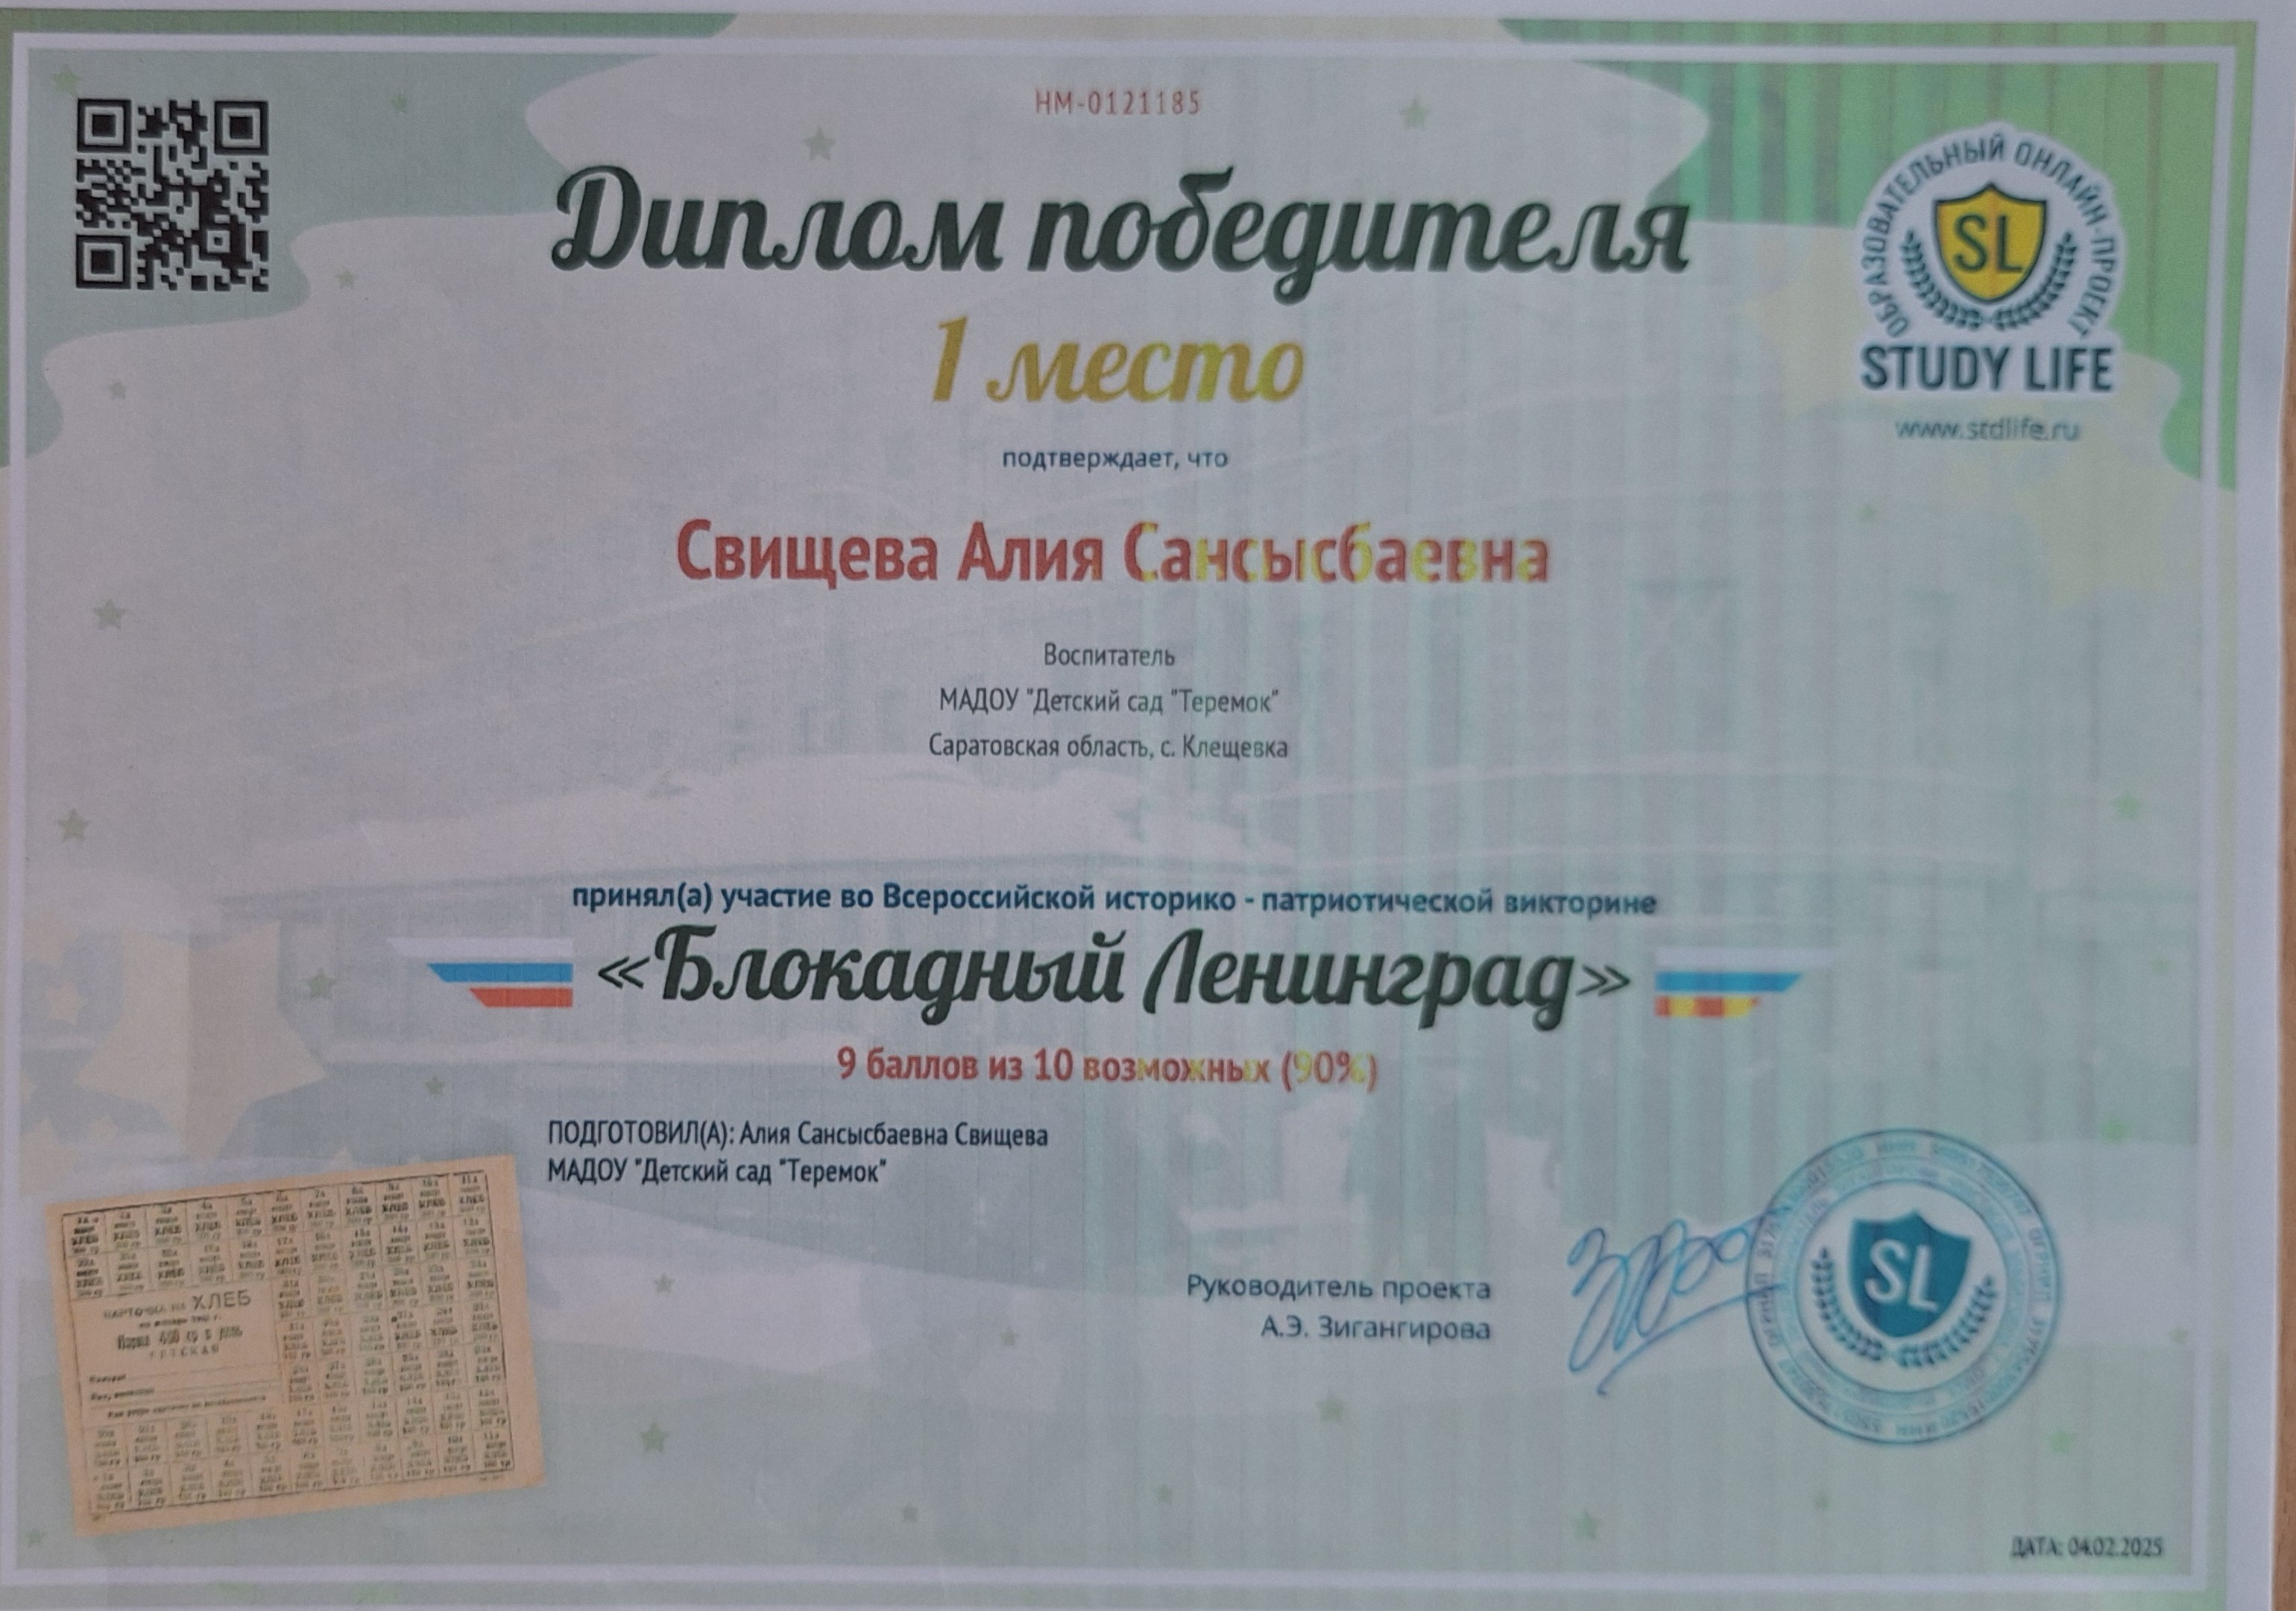 НМ-0121185
Диплом победителя
1 место
ОБРАЗОВАТЕЛЬНЫЙ ОНЛАЙН-ПРОЕКТ
SL
STUDY LIFE
www.stdlife.ru
подтверждает, что
Свищева Алия Сансысбаевна
Воспитатель
МАДОУ "Детский сад "Теремок"
Саратовская область, с. Клещевка
принял(а) участие во Всероссийской историко - патриотической викторине
«Блокадный Ленинград»
9 баллов из 10 возможных (90%)
ПОДГОТОВИЛ(А): Алия Сансысбаевна Свищева
МАДОУ "Детский сад "Теремок"
КАРТОЧКА НА ХЛЕБ
Руководитель проекта
А.Э. Зигангирова
SL
ДАТА: 04.02.2025